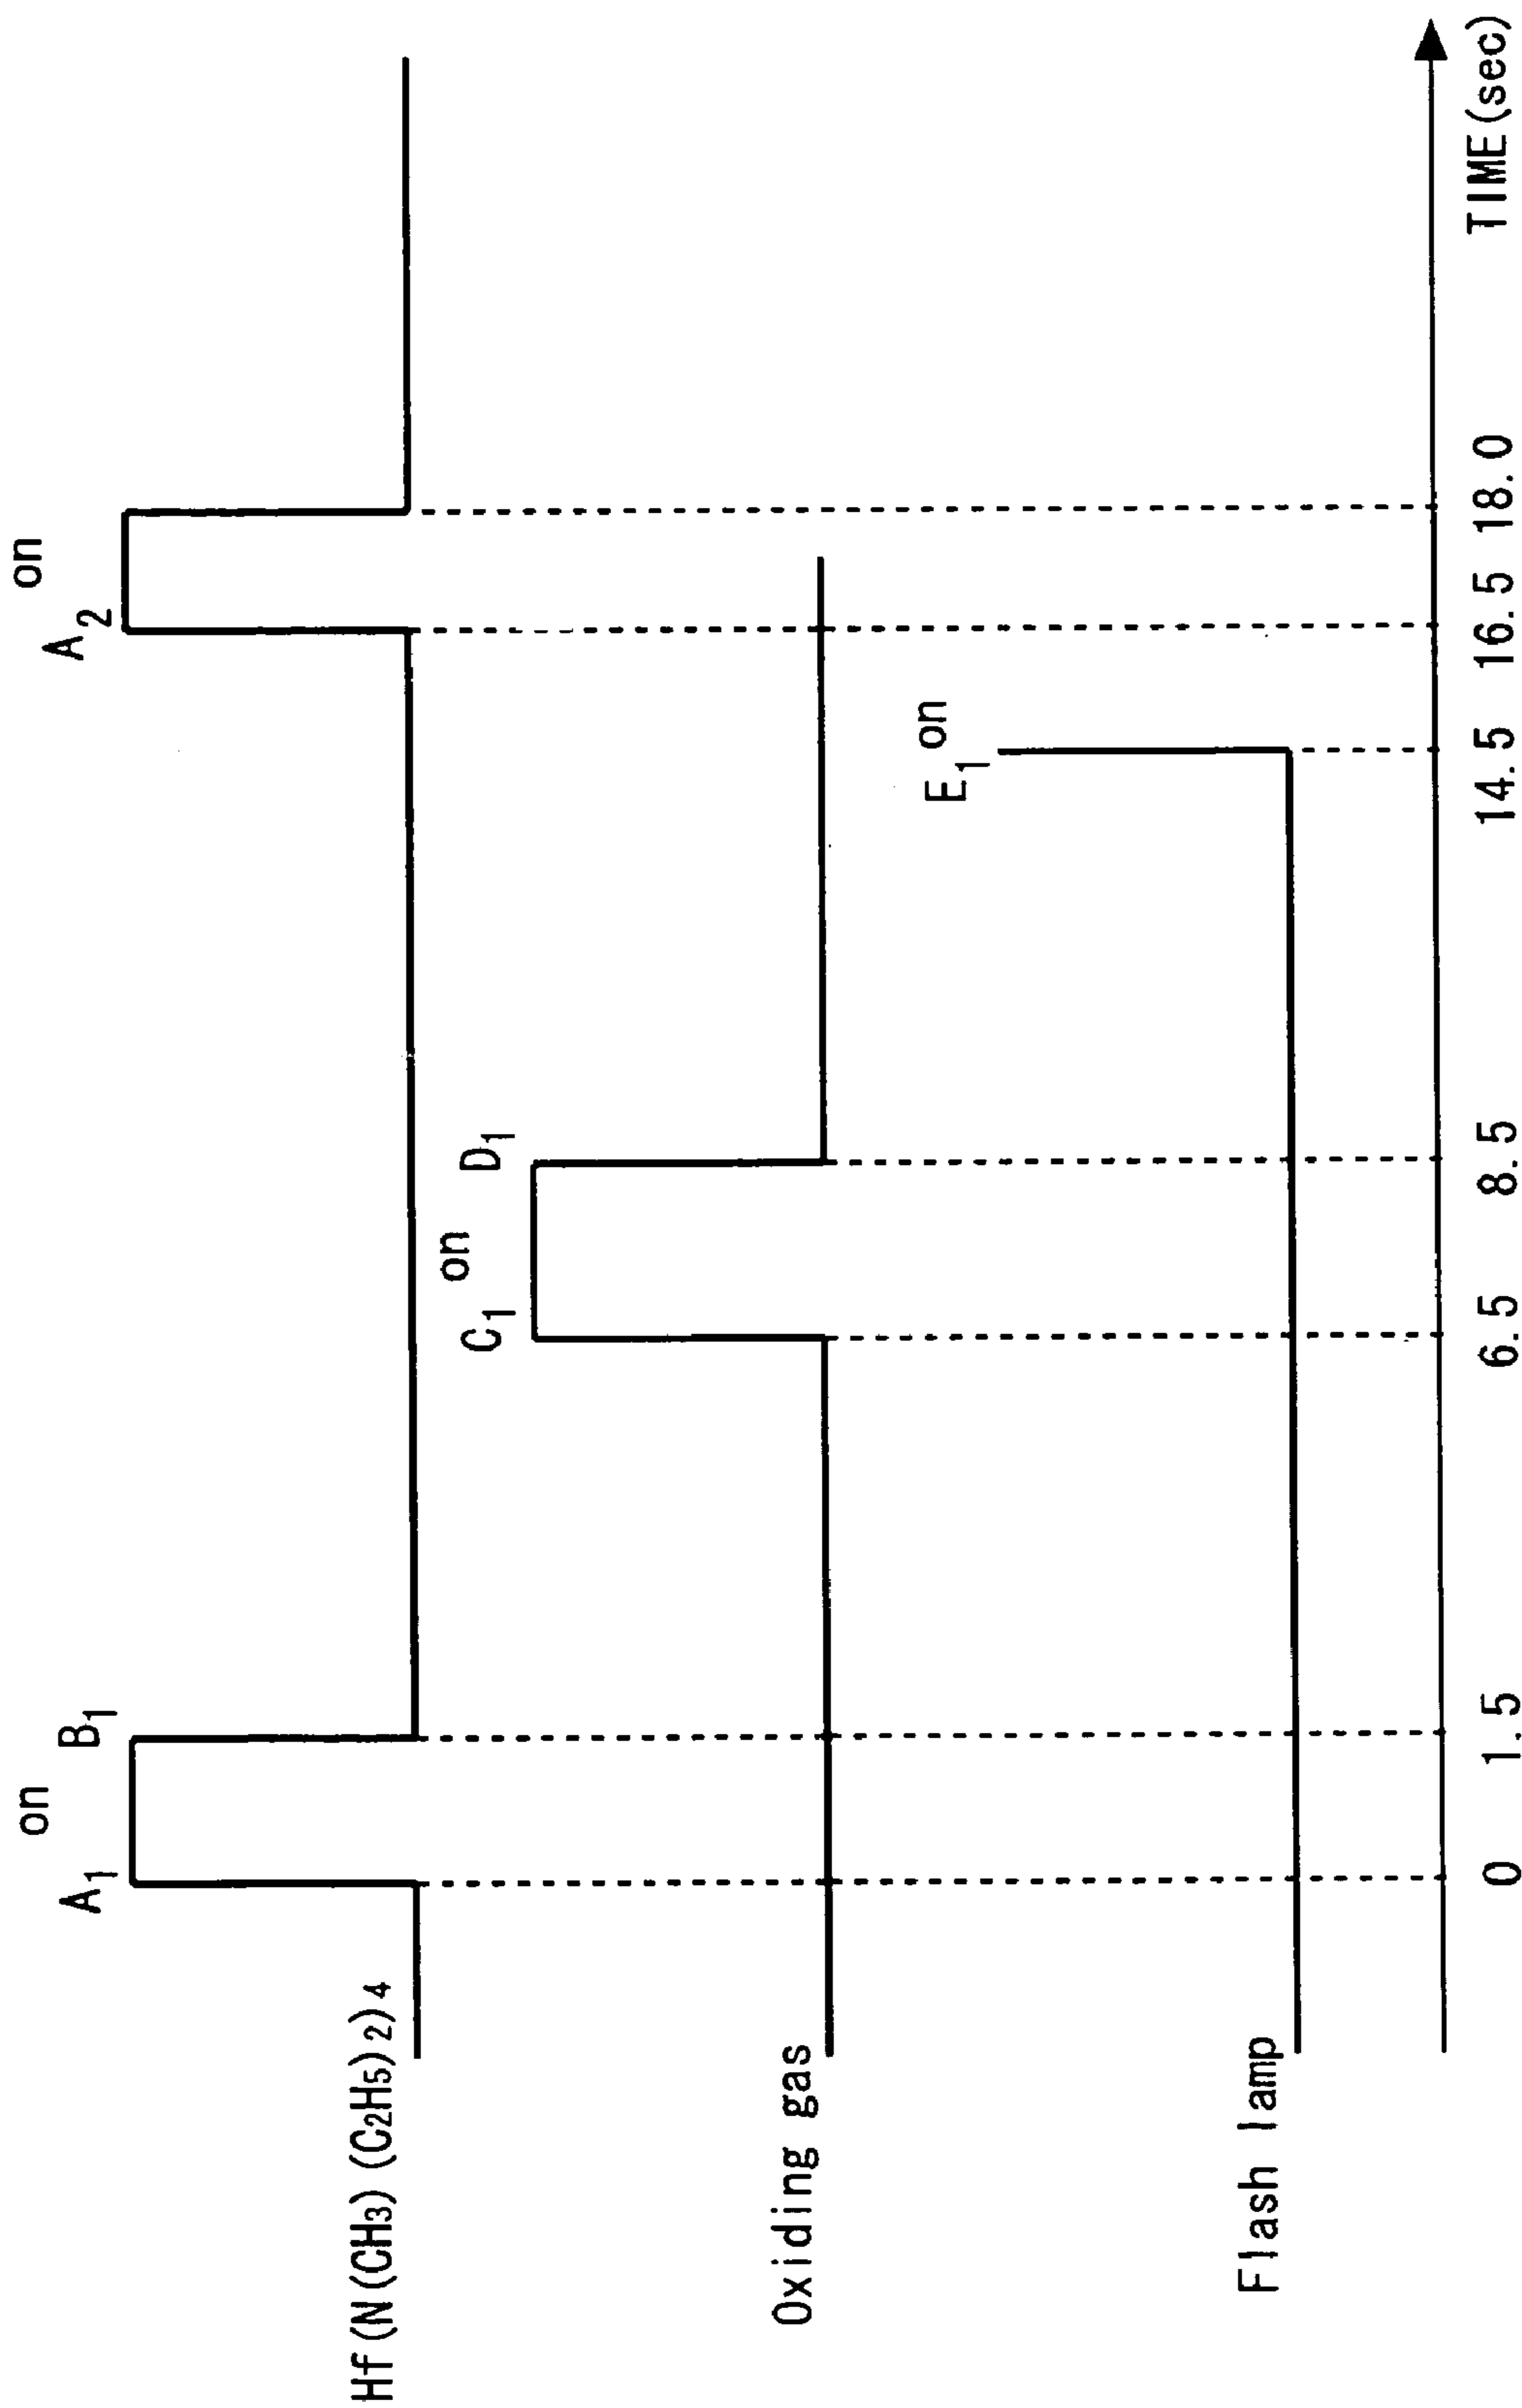 on
on
A1
B1
A2
Hf(N(CH3)(C2H5)2)4
on
C1
D1
Oxiding gas
on
E1
Flash lamp
0
1.5
6.5
8.5
14.5
16.5
18.0
TIME(sec)